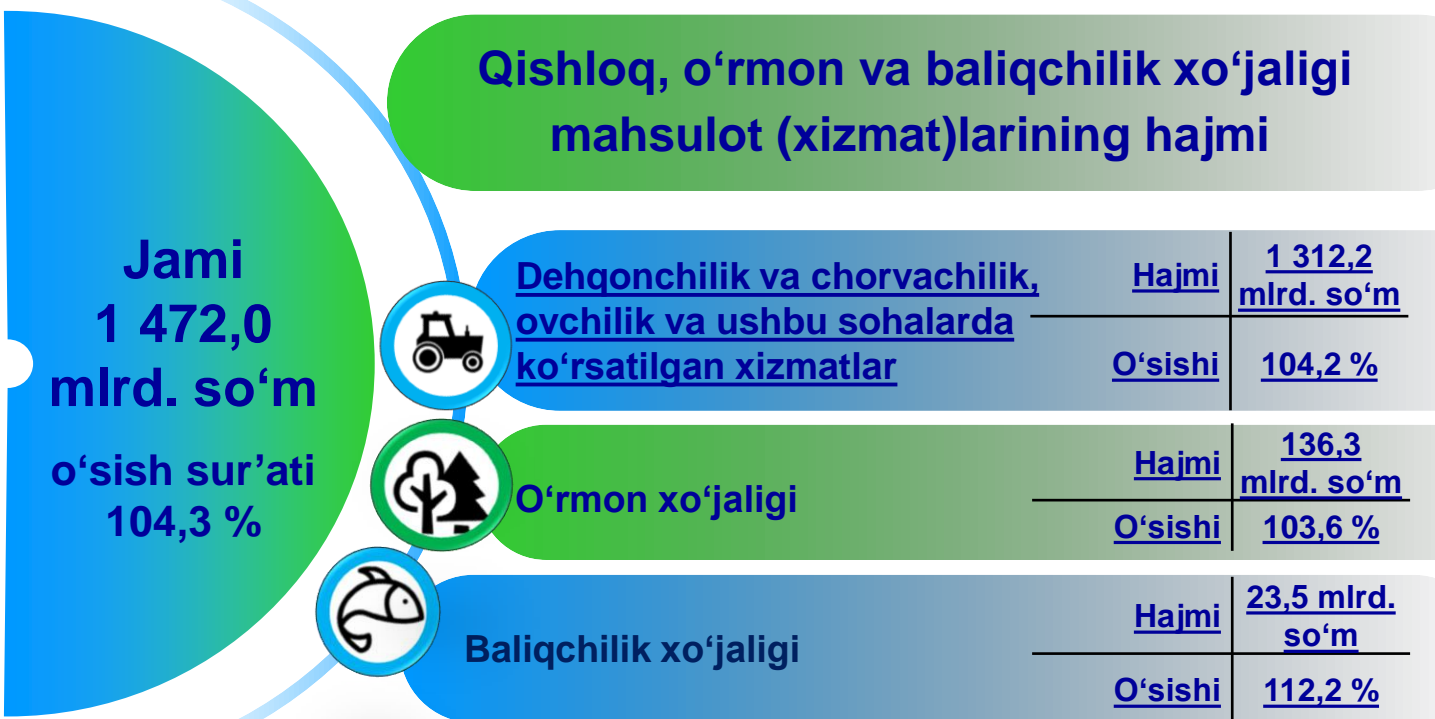 Qishloq, o‘rmon va baliqchilik xo‘jaligi
mahsulot (xizmat)larining hajmi
Jami
1 472,0
mlrd. so‘m
o‘sish sur’ati
104,3 %
Dehqonchilik va chorvachilik,
ovchilik va ushbu sohalarda
ko‘rsatilgan xizmatlar
Hajmi
1 312,2
mlrd. so‘m
O‘sishi
104,2 %
O‘rmon xo‘jaligi
Hajmi
136,3
mlrd. so‘m
O‘sishi
103,6 %
Baliqchilik xo‘jaligi
Hajmi
23,5 mlrd.
so‘m
O‘sishi
112,2 %